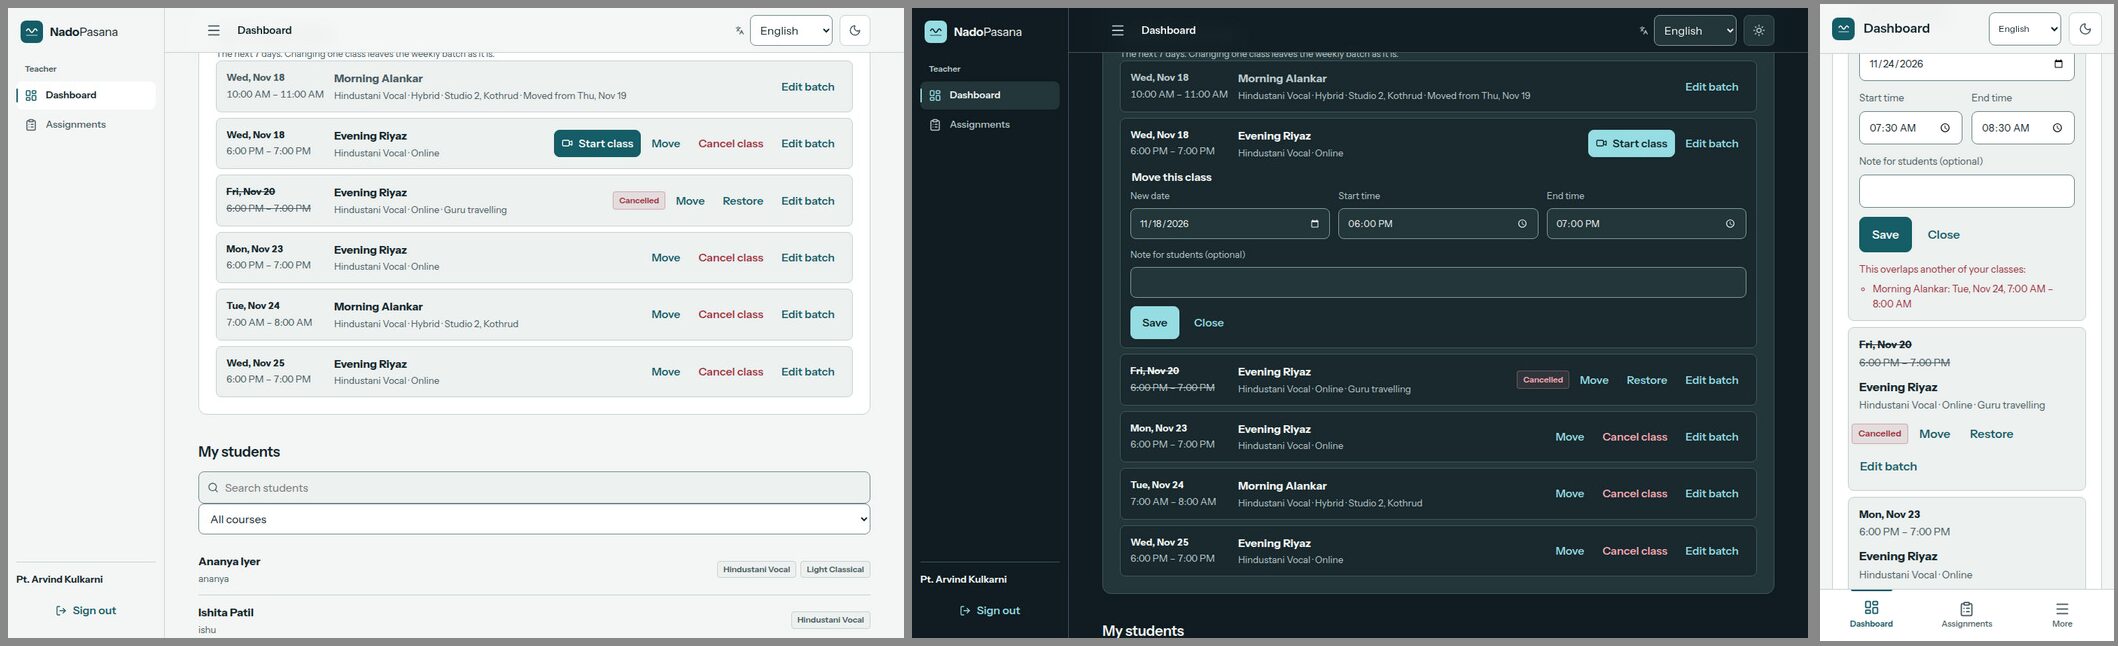 NadoPasana
Dashboard
English
Teacher
Dashboard
Assignments
The next 7 days. Changing one class leaves the weekly batch as it is.
Wed, Nov 18
Morning Alankar
10:00 AM – 11:00 AM
Hindustani Vocal · Hybrid · Studio 2, Kothrud · Moved from Thu, Nov 19
Edit batch
Wed, Nov 18
Evening Riyaz
6:00 PM – 7:00 PM
Hindustani Vocal · Online
Start class Move Cancel class Edit batch
Fri, Nov 20
Evening Riyaz
6:00 PM – 7:00 PM
Hindustani Vocal · Online · Guru travelling
Cancelled Move Restore Edit batch
Mon, Nov 23
Evening Riyaz
6:00 PM – 7:00 PM
Hindustani Vocal · Online
Move Cancel class Edit batch
Tue, Nov 24
Morning Alankar
7:00 AM – 8:00 AM
Hindustani Vocal · Hybrid · Studio 2, Kothrud
Move Cancel class Edit batch
Wed, Nov 25
Evening Riyaz
6:00 PM – 7:00 PM
Hindustani Vocal · Online
Move Cancel class Edit batch
My students
Search students
All courses
Ananya Iyer
ananya
Hindustani Vocal Light Classical
Ishita Patil
ishu
Hindustani Vocal
Pt. Arvind Kulkarni
Sign out
NadoPasana
Dashboard
English
Teacher
Dashboard
Assignments
The next 7 days. Changing one class leaves the weekly batch as it is.
Wed, Nov 18
Morning Alankar
10:00 AM – 11:00 AM
Hindustani Vocal · Hybrid · Studio 2, Kothrud · Moved from Thu, Nov 19
Edit batch
Wed, Nov 18
Evening Riyaz
6:00 PM – 7:00 PM
Hindustani Vocal · Online
Start class Edit batch
Move this class
New date Start time End time
11/18/2026 06:00 PM 07:00 PM
Note for students (optional)
Save Close
Fri, Nov 20
Evening Riyaz
6:00 PM – 7:00 PM
Hindustani Vocal · Online · Guru travelling
Cancelled Move Restore Edit batch
Mon, Nov 23
Evening Riyaz
6:00 PM – 7:00 PM
Hindustani Vocal · Online
Move Cancel class Edit batch
Tue, Nov 24
Morning Alankar
7:00 AM – 8:00 AM
Hindustani Vocal · Hybrid · Studio 2, Kothrud
Move Cancel class Edit batch
Wed, Nov 25
Evening Riyaz
6:00 PM – 7:00 PM
Hindustani Vocal · Online
Move Cancel class Edit batch
My students
Pt. Arvind Kulkarni
Sign out
Dashboard
English
11/24/2026
Start time End time
07:30 AM 08:30 AM
Note for students (optional)
Save Close
This overlaps another of your classes:
Morning Alankar: Tue, Nov 24, 7:00 AM –
8:00 AM
Fri, Nov 20
6:00 PM – 7:00 PM
Evening Riyaz
Hindustani Vocal · Online · Guru travelling
Cancelled Move Restore
Edit batch
Mon, Nov 23
6:00 PM – 7:00 PM
Evening Riyaz
Hindustani Vocal · Online
Dashboard Assignments More